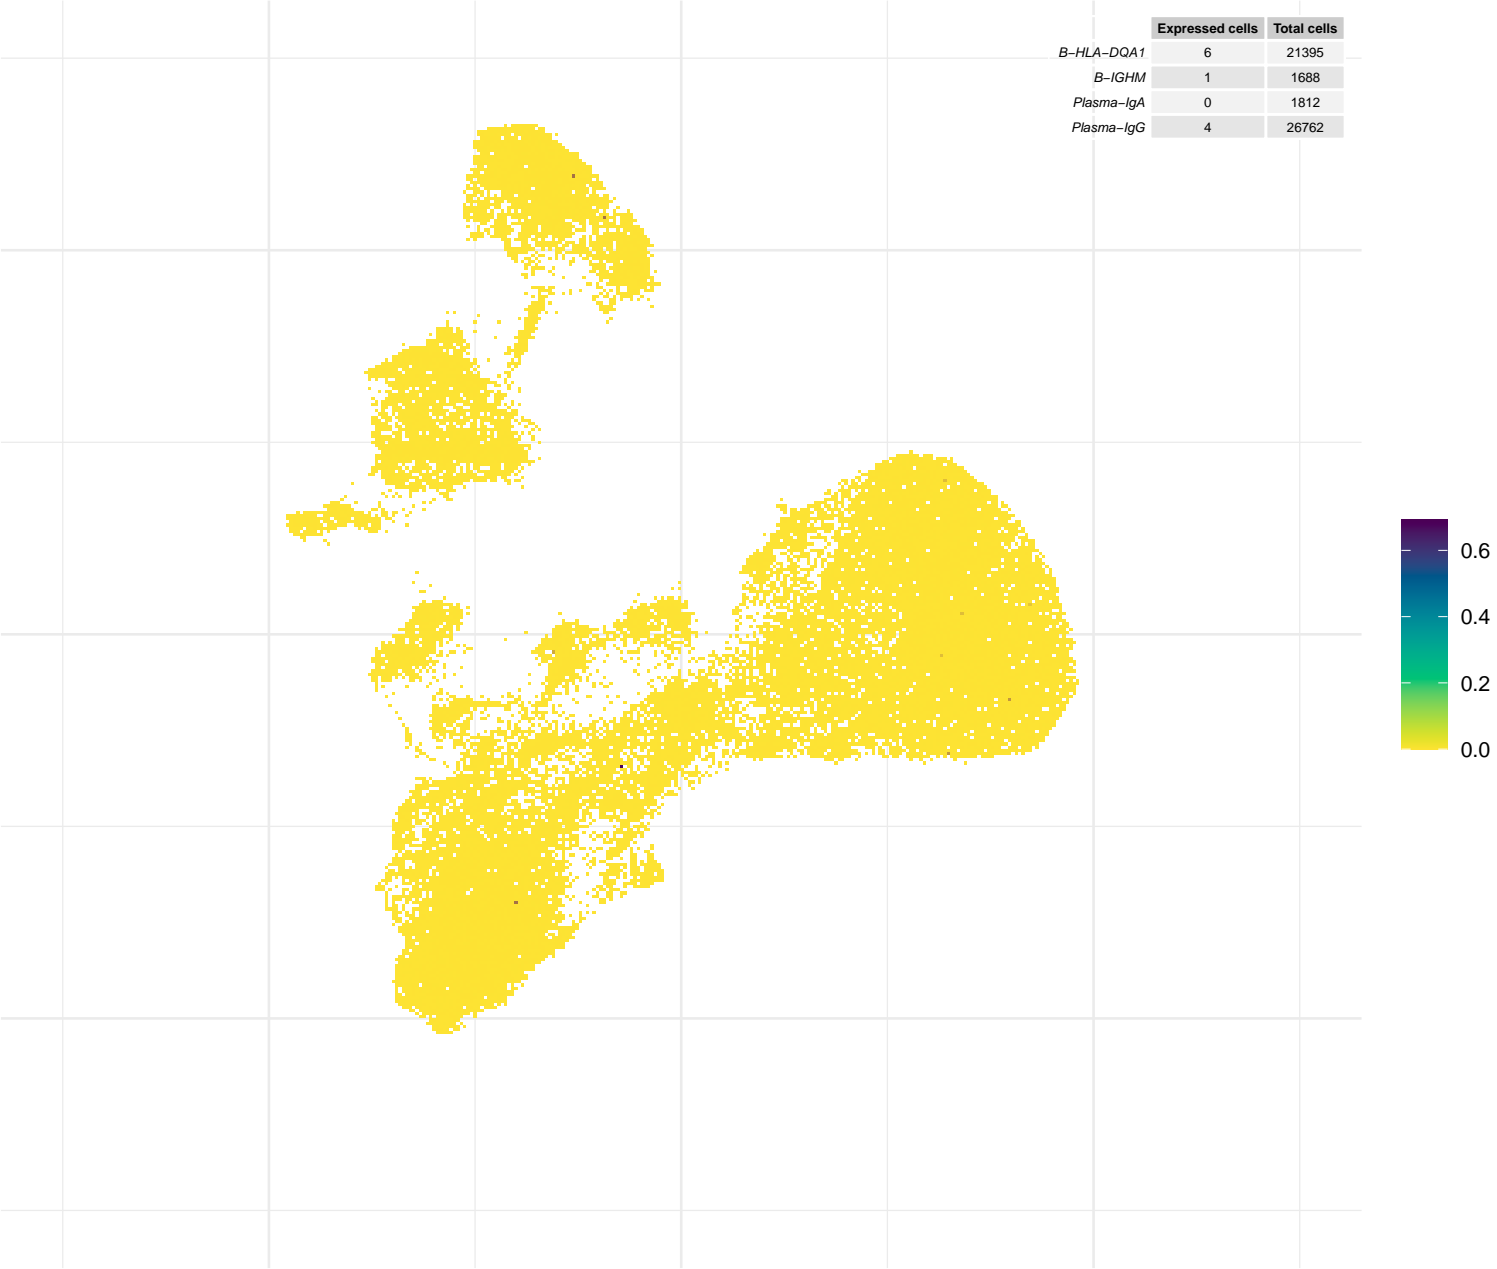 Expressed cells Total cells
B−HLA−DQA1 6 21395
B−IGHM 1 1688
Plasma−IgA 0 1812
Plasma−IgG 4 26762
0.6
0.4
0.2
0.0